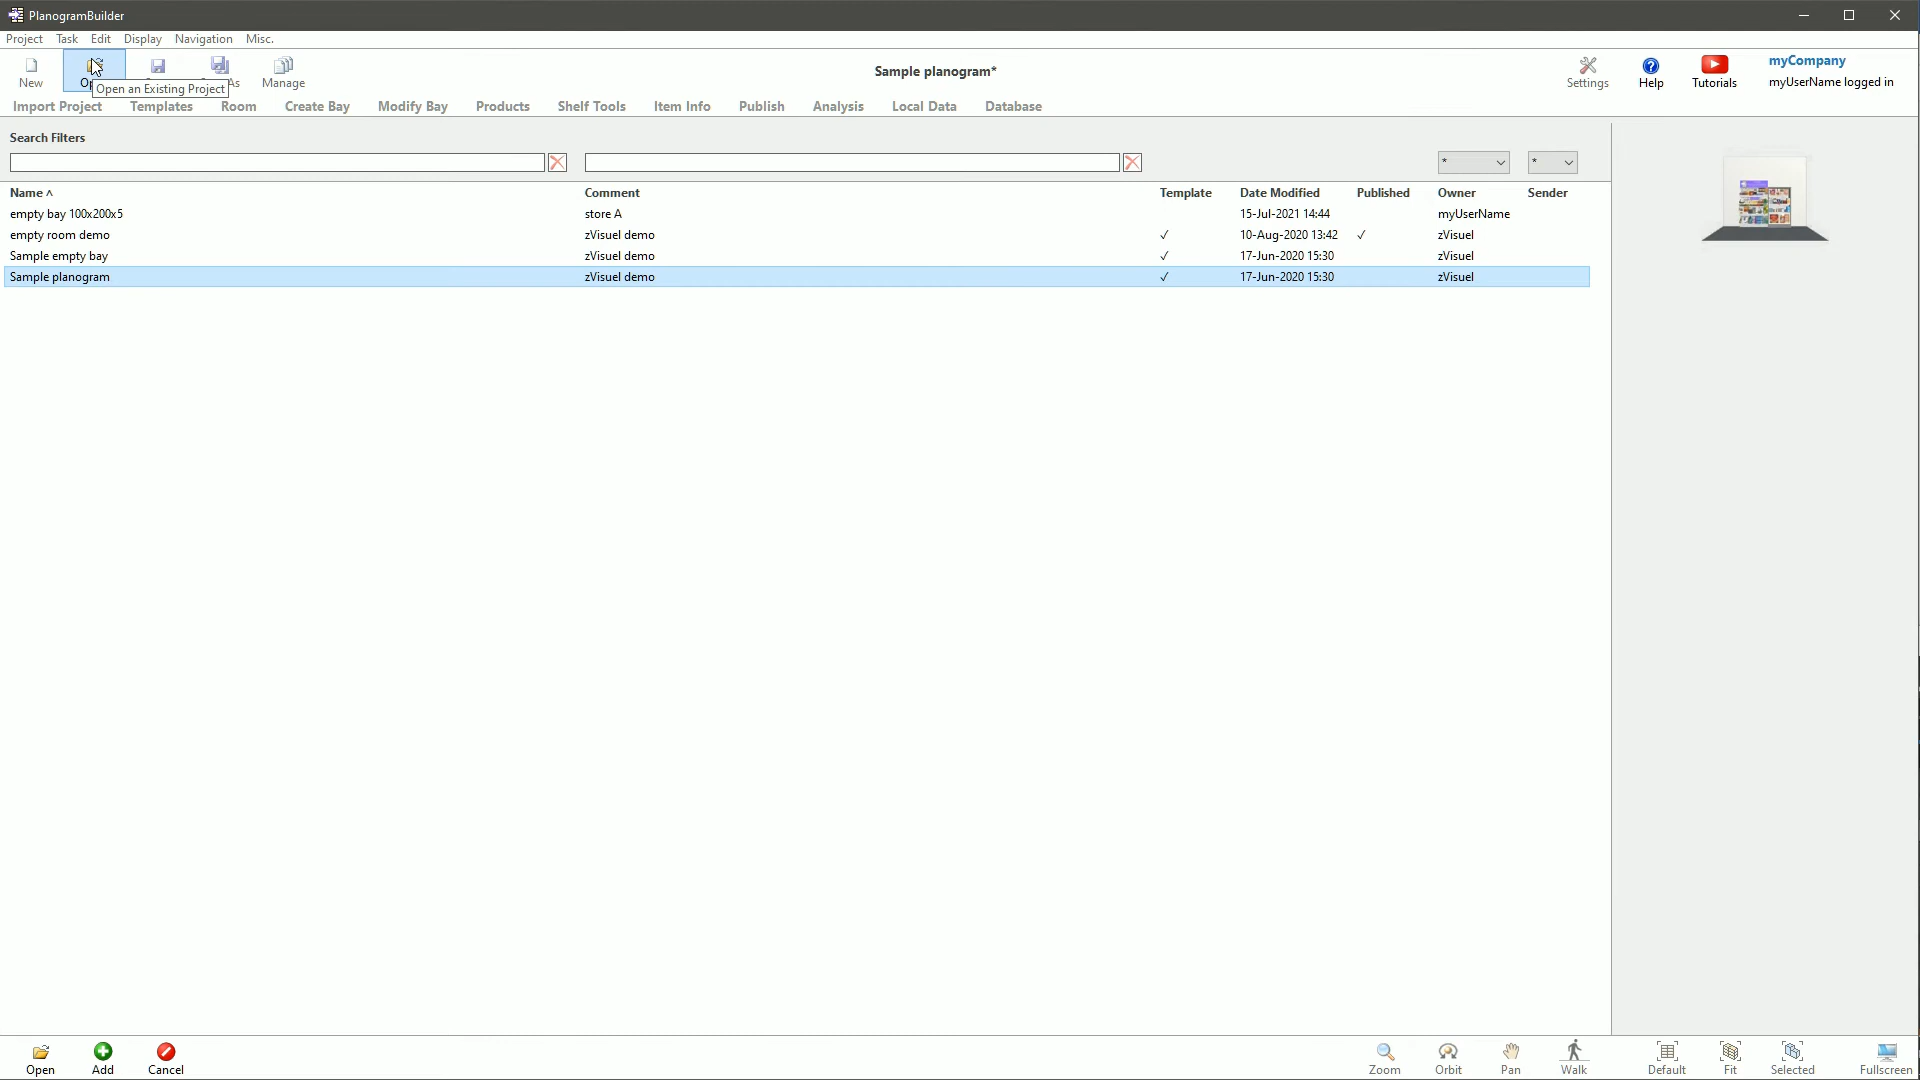 PlanogramBuilder
Project Task Edit Display Navigation Misc.
New
Manage
Open an Existing Project
Sample planogram*
Settings Help Tutorials
myCompany
myUserName logged in
Import Project Templates Room Create Bay Modify Bay Products Shelf Tools Item Info Publish Analysis Local Data Database
Search Filters
* *
Name Comment Template Date Modified Published Owner Sender
empty bay 100x200x5 store A 15-Jul-2021 14:44 myUserName
empty room demo zVisuel demo ✓ 10-Aug-2020 13:42 ✓ zVisuel
Sample empty bay zVisuel demo ✓ 17-Jun-2020 15:30 zVisuel
Sample planogram zVisuel demo ✓ 17-Jun-2020 15:30 zVisuel
Open Add Cancel Zoom Orbit Pan Walk Default Fit Selected Fullscreen